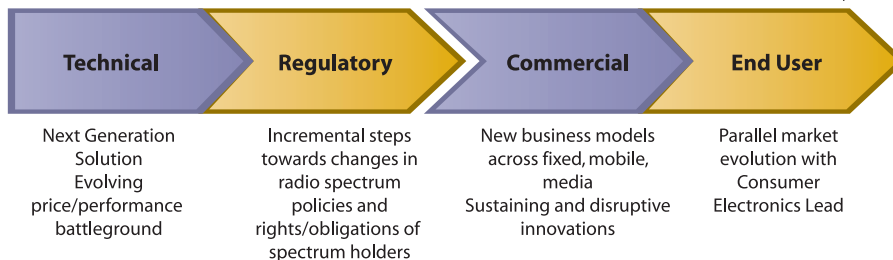 Technical
Regulatory
Commercial
End User
Next Generation
Solution
Evolving
price/performance
battleground
Incremental steps
towards changes in
radio spectrum
policies and
rights/obligations of
spectrum holders
New business models
across fixed, mobile,
media
Sustaining and disruptive
innovations
Parallel market
evolution with
Consumer
Electronics Lead